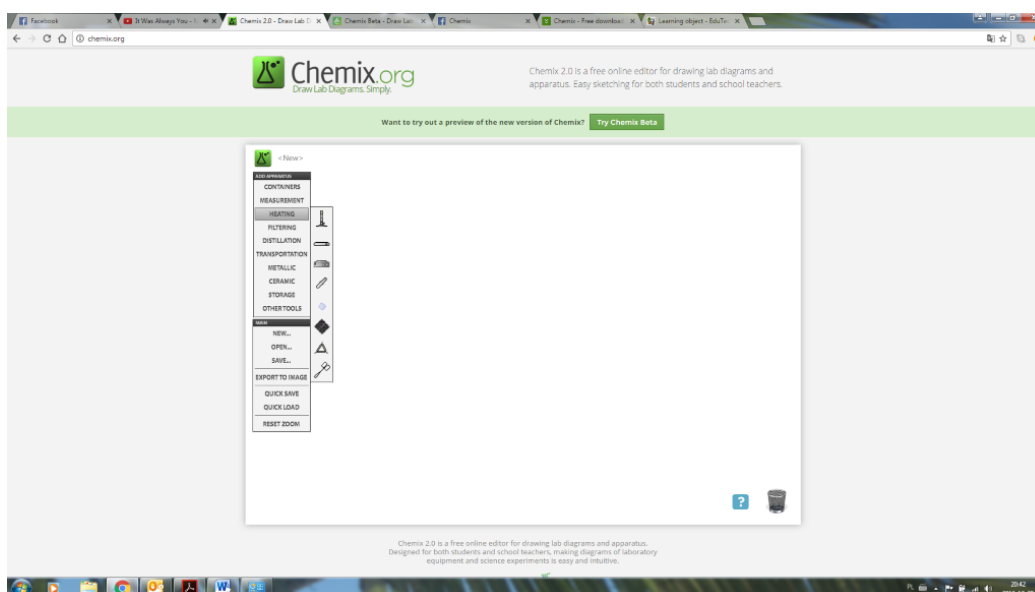 Facebook
It Was Always You -
Chemix 2.0 - Draw Lab D
Chemix Beta - Draw Lab
Chemix
Chemix - Free download
Learning object - EduTe
chemix.org
Chemix.org
Draw Lab Diagrams. Simply.
Chemix 2.0 is a free online editor for drawing lab diagrams and
apparatus. Easy sketching for both students and school teachers.
Want to try out a preview of the new version of Chemix?
Try Chemix Beta
<New>
ADD APPARATUS
CONTAINERS
MEASUREMENT
HEATING
FILTERING
DISTILLATION
TRANSPORTATION
METALLIC
CERAMIC
STORAGE
OTHER TOOLS
MAIN
NEW...
OPEN...
SAVE...
EXPORT TO IMAGE
QUICK SAVE
QUICK LOAD
RESET ZOOM
?
Chemix 2.0 is a free online editor for drawing lab diagrams and apparatus.
Designed for both students and school teachers, making diagrams of laboratory
equipment and science experiments is easy and intuitive.
PL
20:42